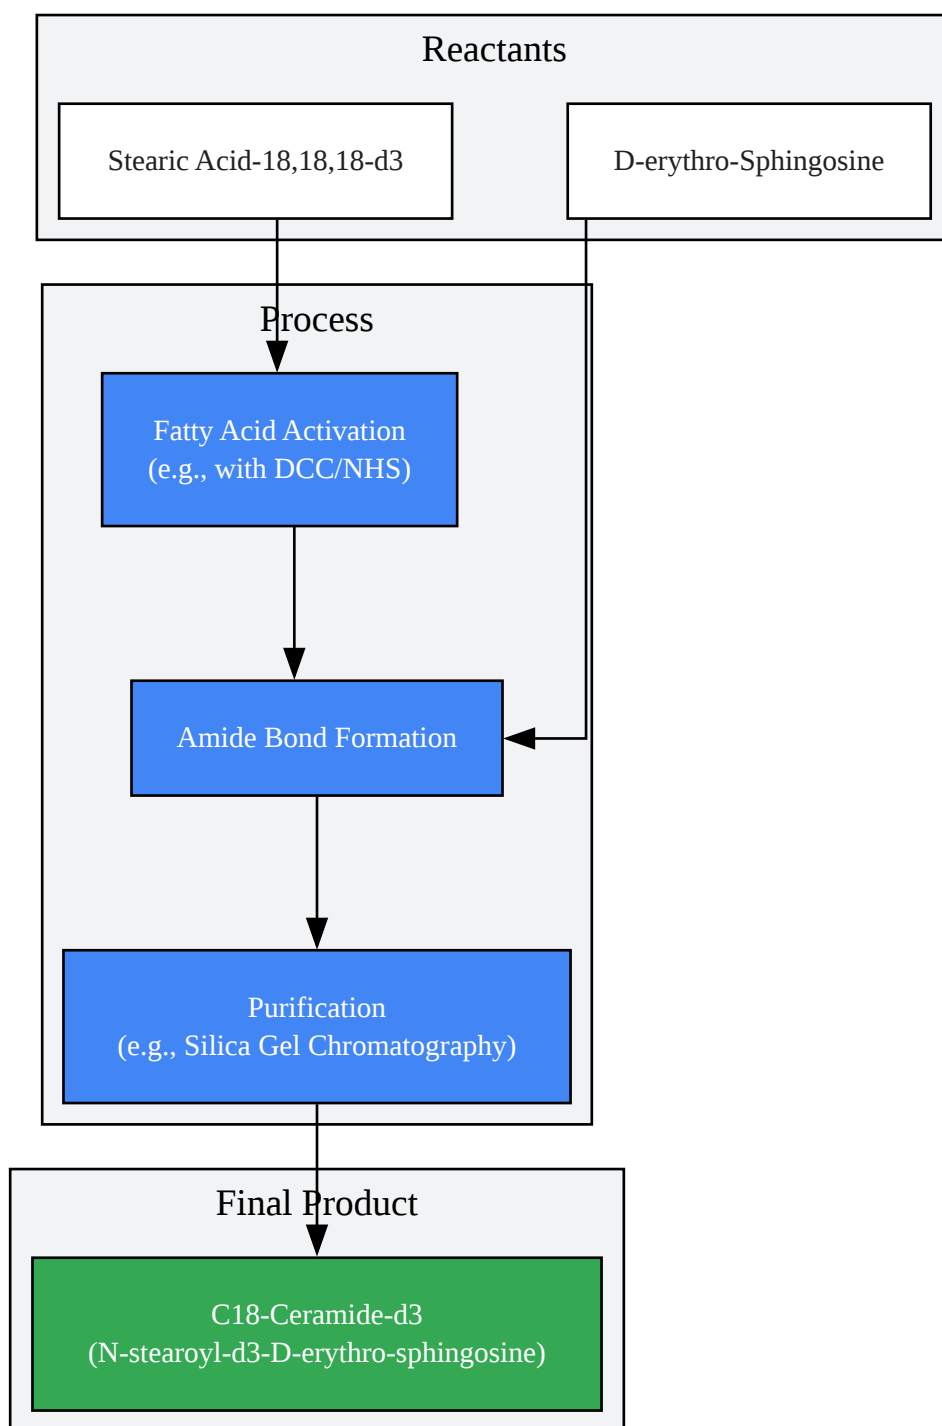 Reactants
Stearic Acid-18,18,18-d3
D-erythro-Sphingosine
Process
Fatty Acid Activation
(e.g., with DCC/NHS)
Amide Bond Formation
Purification
(e.g., Silica Gel Chromatography)
Final Product
C18-Ceramide-d3
(N-stearoyl-d3-D-erythro-sphingosine)